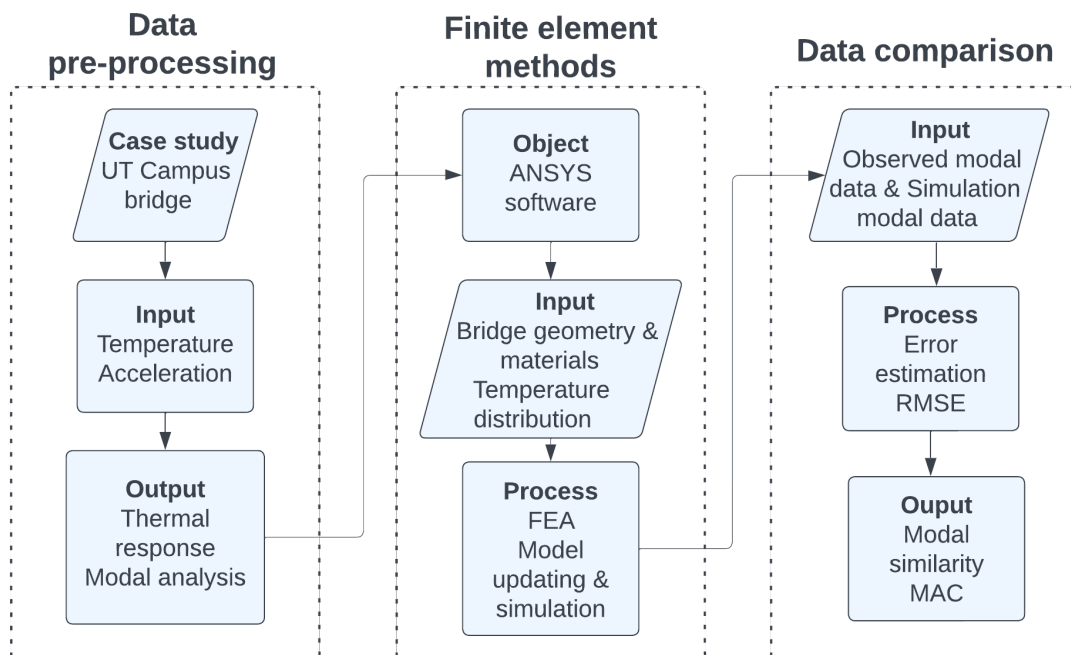 Data
pre-processing
Case study
UT Campus
bridge
Input
Temperature
Acceleration
Output
Thermal
response
Modal analysis
Finite element
methods
Object
ANSYS
software
Input
Bridge geometry &
materials
Temperature
distribution
Process
FEA
Model
updating &
simulation
Data comparison
Input
Observed modal
data & Simulation
modal data
Process
Error
estimation
RMSE
Ouput
Modal
similarity
MAC